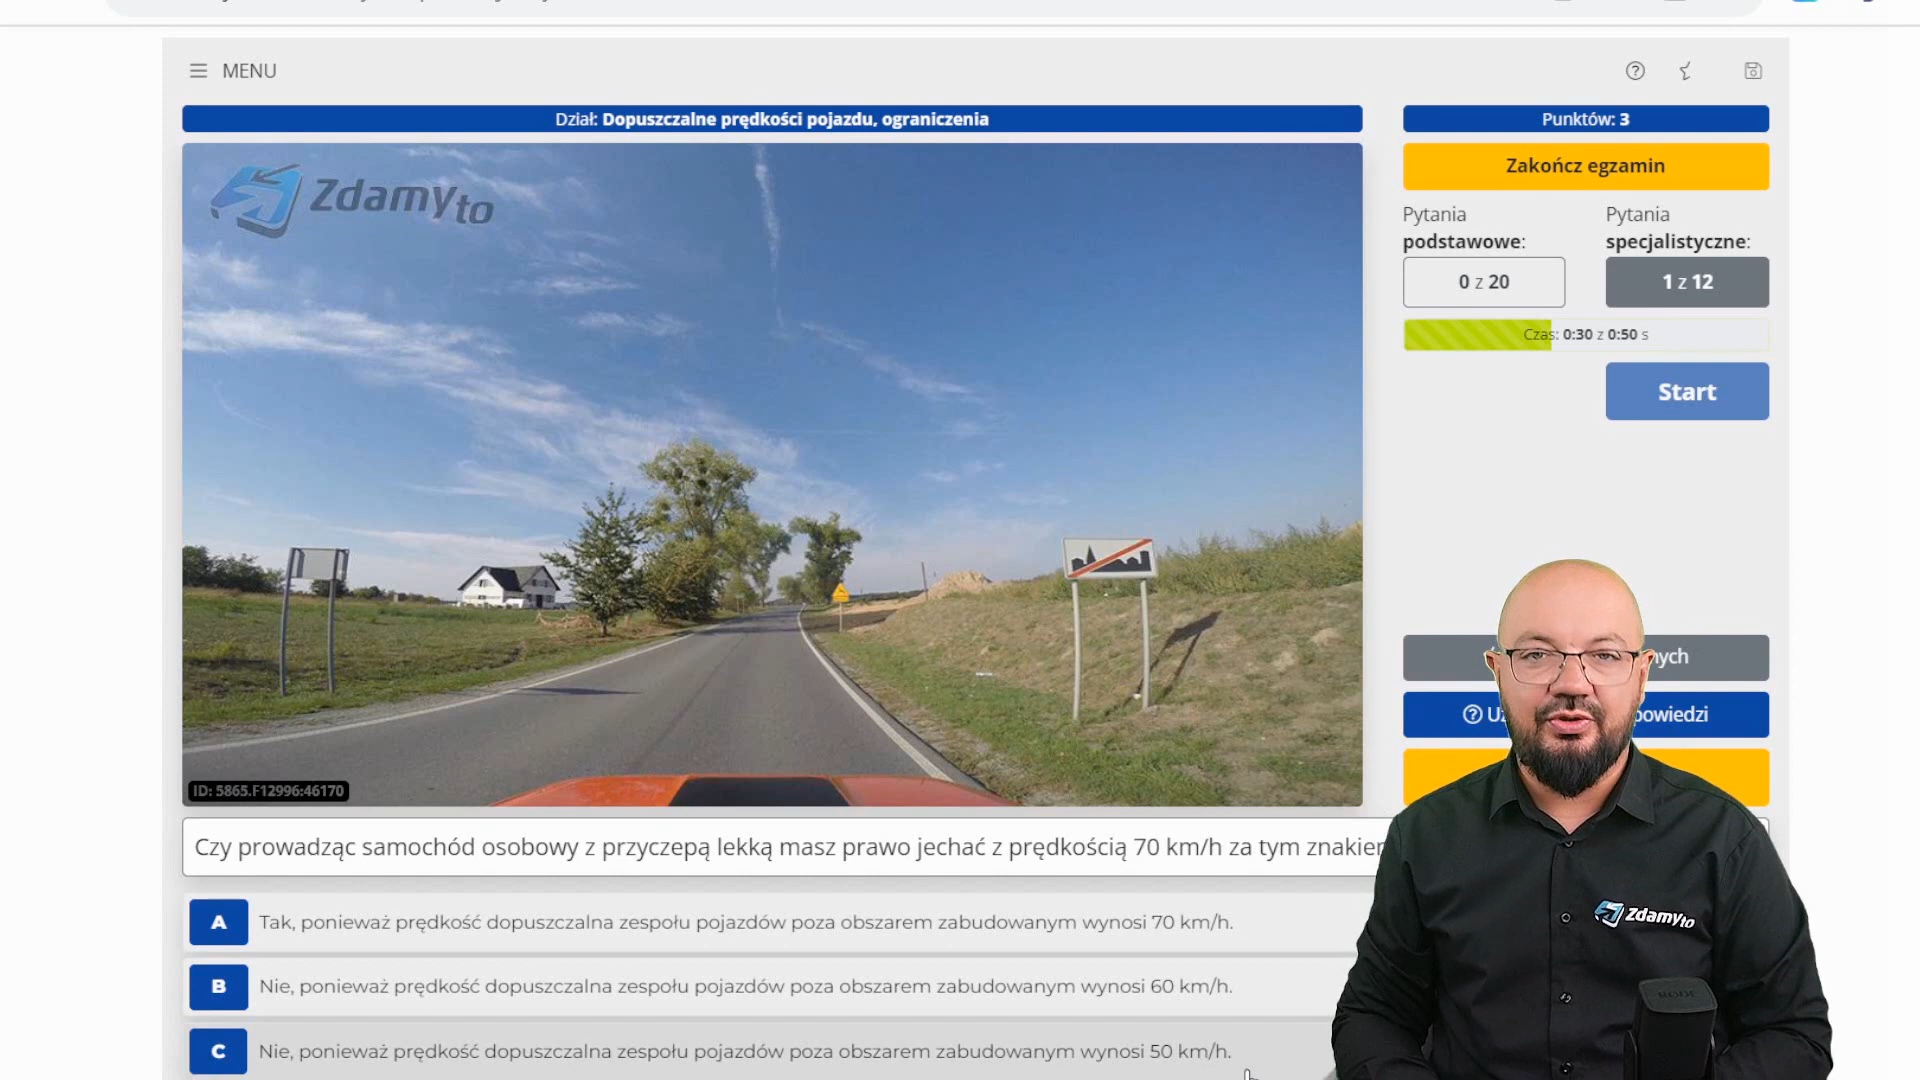 MENU
Dział: Dopuszczalne prędkości pojazdu, ograniczenia
Punktów: 3
Zdamyto
Zakończ egzamin
Pytania podstawowe:
Pytania specjalistyczne:
0 z 20
1 z 12
Czas: 0:30 z 0:50 s
Start
ID: 5865.F12996:46170
Czy prowadząc samochód osobowy z przyczepą lekką masz prawo jechać z prędkością 70 km/h za tym
A Tak, ponieważ prędkość dopuszczalna zespołu pojazdów poza obszarem zabudowanym wynosi 70 km/h.
B Nie, ponieważ prędkość dopuszczalna zespołu pojazdów poza obszarem zabudowanym wynosi 60 km/h.
C Nie, ponieważ prędkość dopuszczalna zespołu pojazdów poza obszarem zabudowanym wynosi 50 km/h.
Zdamyto
RODE